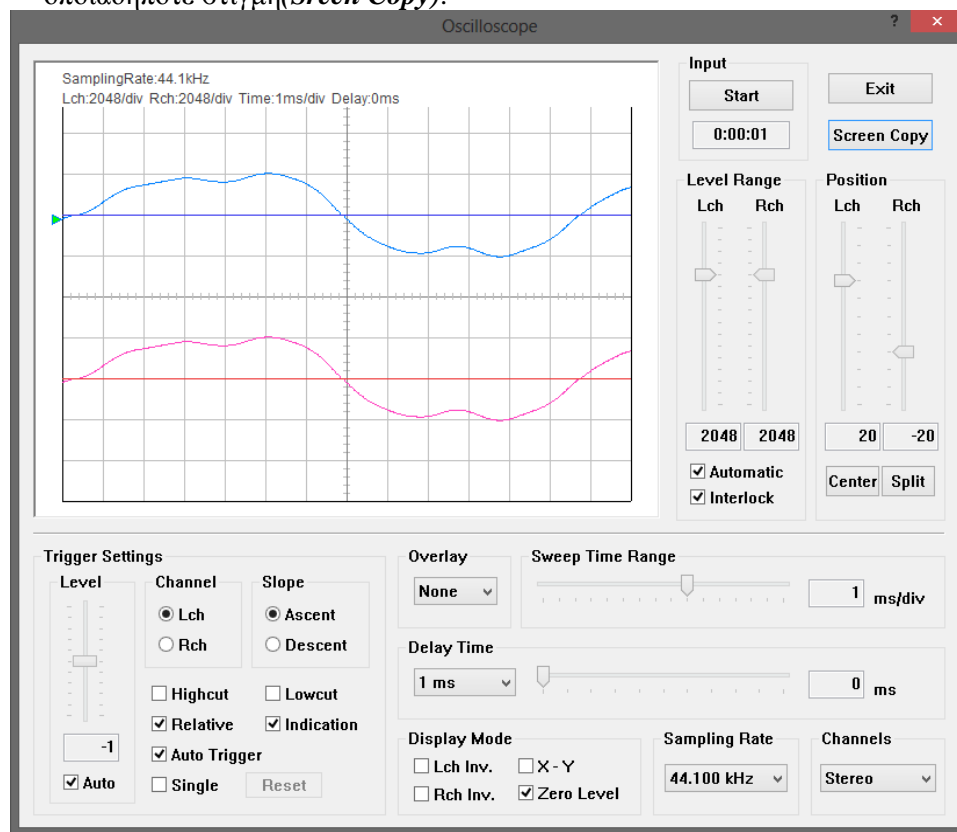 οποιαδήποτε στιγμή(Sreen Copy).
Oscilloscope
? ×
SamplingRate:44.1kHz
Lch:2048/div Rch:2048/div Time:1ms/div Delay:0ms
Input
Start
0:00:01
Exit
Screen Copy
Level Range
Lch Rch
2048 2048
Automatic
Interlock
Position
Lch Rch
20 -20
Center Split
Trigger Settings
Level
-1
Auto
Channel
Lch
Rch
Slope
Ascent
Descent
Highcut Lowcut
Relative Indication
Auto Trigger
Single Reset
Overlay
None
Sweep Time Range
1 ms/div
Delay Time
1 ms
0 ms
Display Mode
Lch Inv. X - Y
Rch Inv. Zero Level
Sampling Rate
44.100 kHz
Channels
Stereo